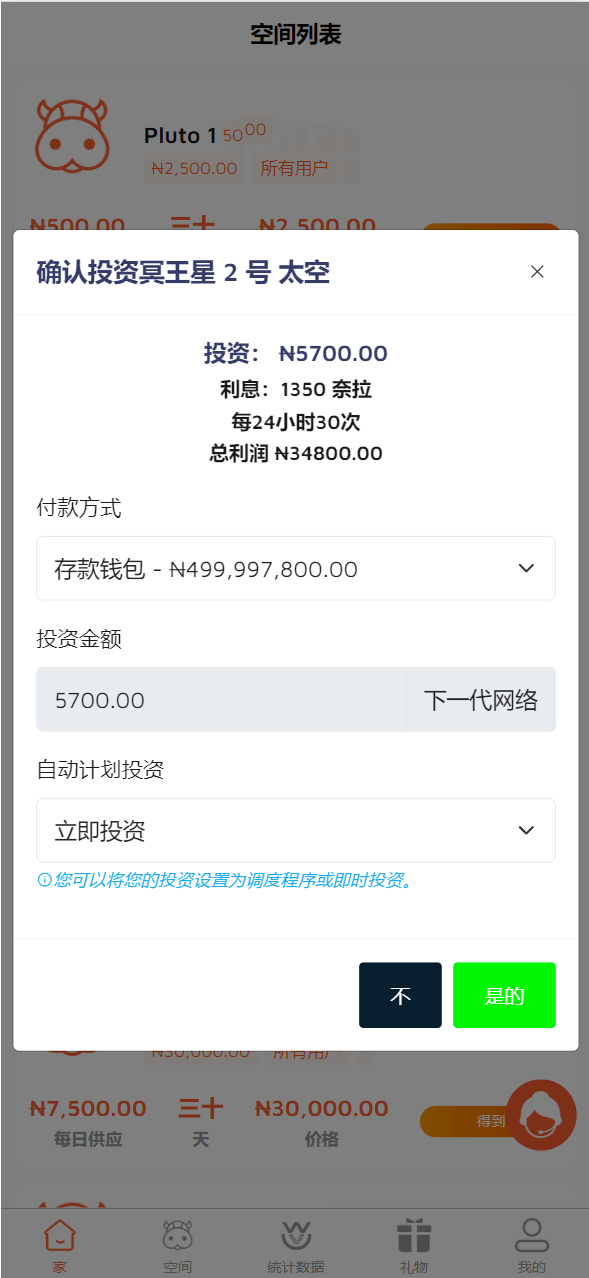 空间列表
Pluto 1 50 00
₦2,500.00 所有用户
₦500.00 三十 ₦2,500.00
确认投资冥王星 2 号 太空
投资： ₦5700.00
利息：1350 奈拉
每24小时30次
总利润 ₦34800.00
付款方式
存款钱包 - ₦499,997,800.00
投资金额
5700.00 下一代网络
自动计划投资
立即投资
您可以将您的投资设置为调度程序或即时投资。
不 是的
₦30,000.00 所有用户
₦7,500.00 三十 ₦30,000.00
每日供应 天 价格 得到
家 空间 统计数据 礼物 我的